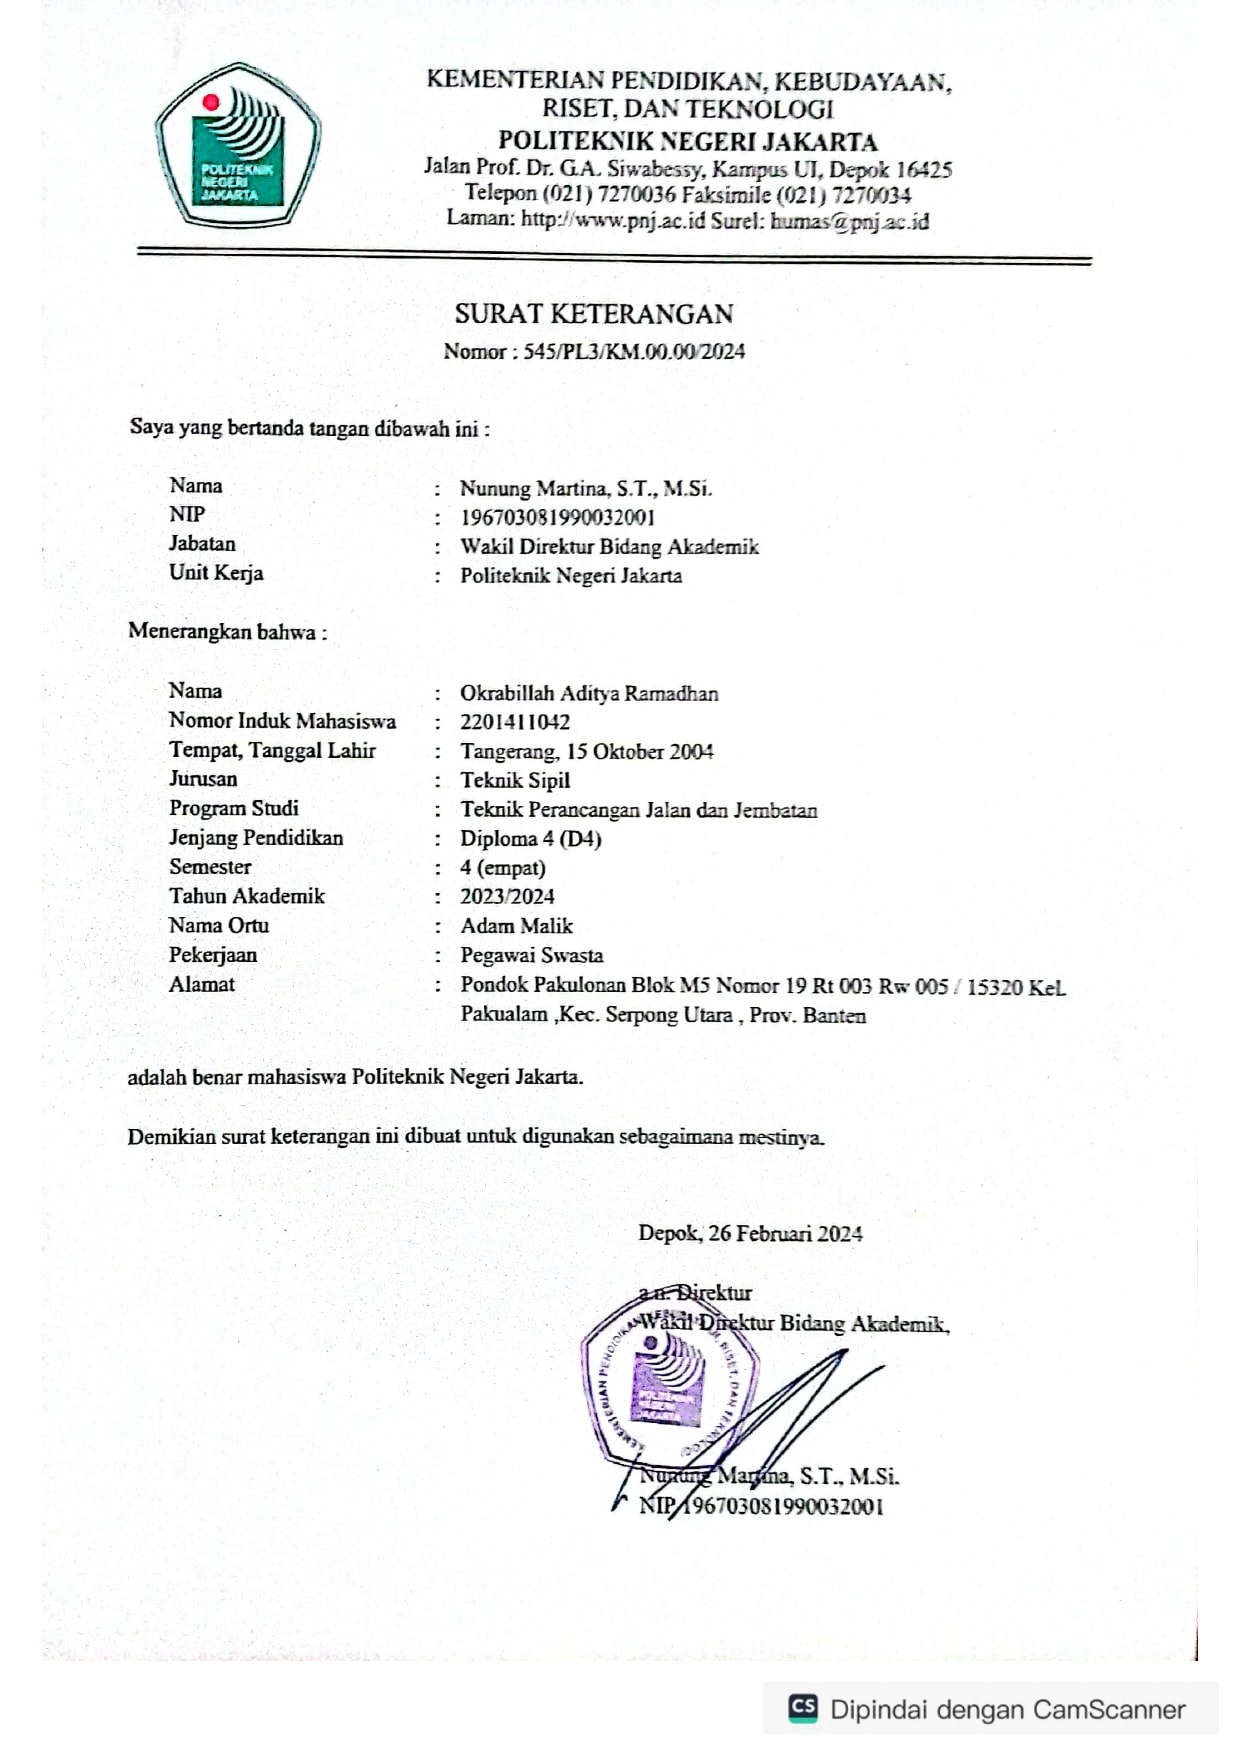 POLITEKNIK
NEGERI
JAKARTA
KEMENTERIAN PENDIDIKAN, KEBUDAYAAN,
RISET, DAN TEKNOLOGI
POLITEKNIK NEGERI JAKARTA
Jalan Prof. Dr. G.A. Siwabessy, Kampus UI, Depok 16425
Telepon (021) 7270036 Faksimile (021) 7270034
Laman: http://www.pnj.ac.id Surel: humas@pnj.ac.id
SURAT KETERANGAN
Nomor : 545/PL3/KM.00.00/2024
Saya yang bertanda tangan dibawah ini :
Nama : Nunung Martina, S.T., M.Si.
NIP : 196703081990032001
Jabatan : Wakil Direktur Bidang Akademik
Unit Kerja : Politeknik Negeri Jakarta
Menerangkan bahwa :
Nama : Okrabillah Aditya Ramadhan
Nomor Induk Mahasiswa : 2201411042
Tempat, Tanggal Lahir : Tangerang, 15 Oktober 2004
Jurusan : Teknik Sipil
Program Studi : Teknik Perancangan Jalan dan Jembatan
Jenjang Pendidikan : Diploma 4 (D4)
Semester : 4 (empat)
Tahun Akademik : 2023/2024
Nama Ortu : Adam Malik
Pekerjaan : Pegawai Swasta
Alamat : Pondok Pakulonan Blok M5 Nomor 19 Rt 003 Rw 005 / 15320 Kel.
Pakualam ,Kec. Serpong Utara , Prov. Banten
adalah benar mahasiswa Politeknik Negeri Jakarta.
Demikian surat keterangan ini dibuat untuk digunakan sebagaimana mestinya.
Depok, 26 Februari 2024
a.n. Direktur
Wakil Direktur Bidang Akademik,
KEMENTERIAN PENDIDIKAN, RISET, DAN TEKNOLOGI
POLITEKNIK
NEGERI
JAKARTA
Nunung Martina, S.T., M.Si.
NIP 196703081990032001
CS Dipindai dengan CamScanner